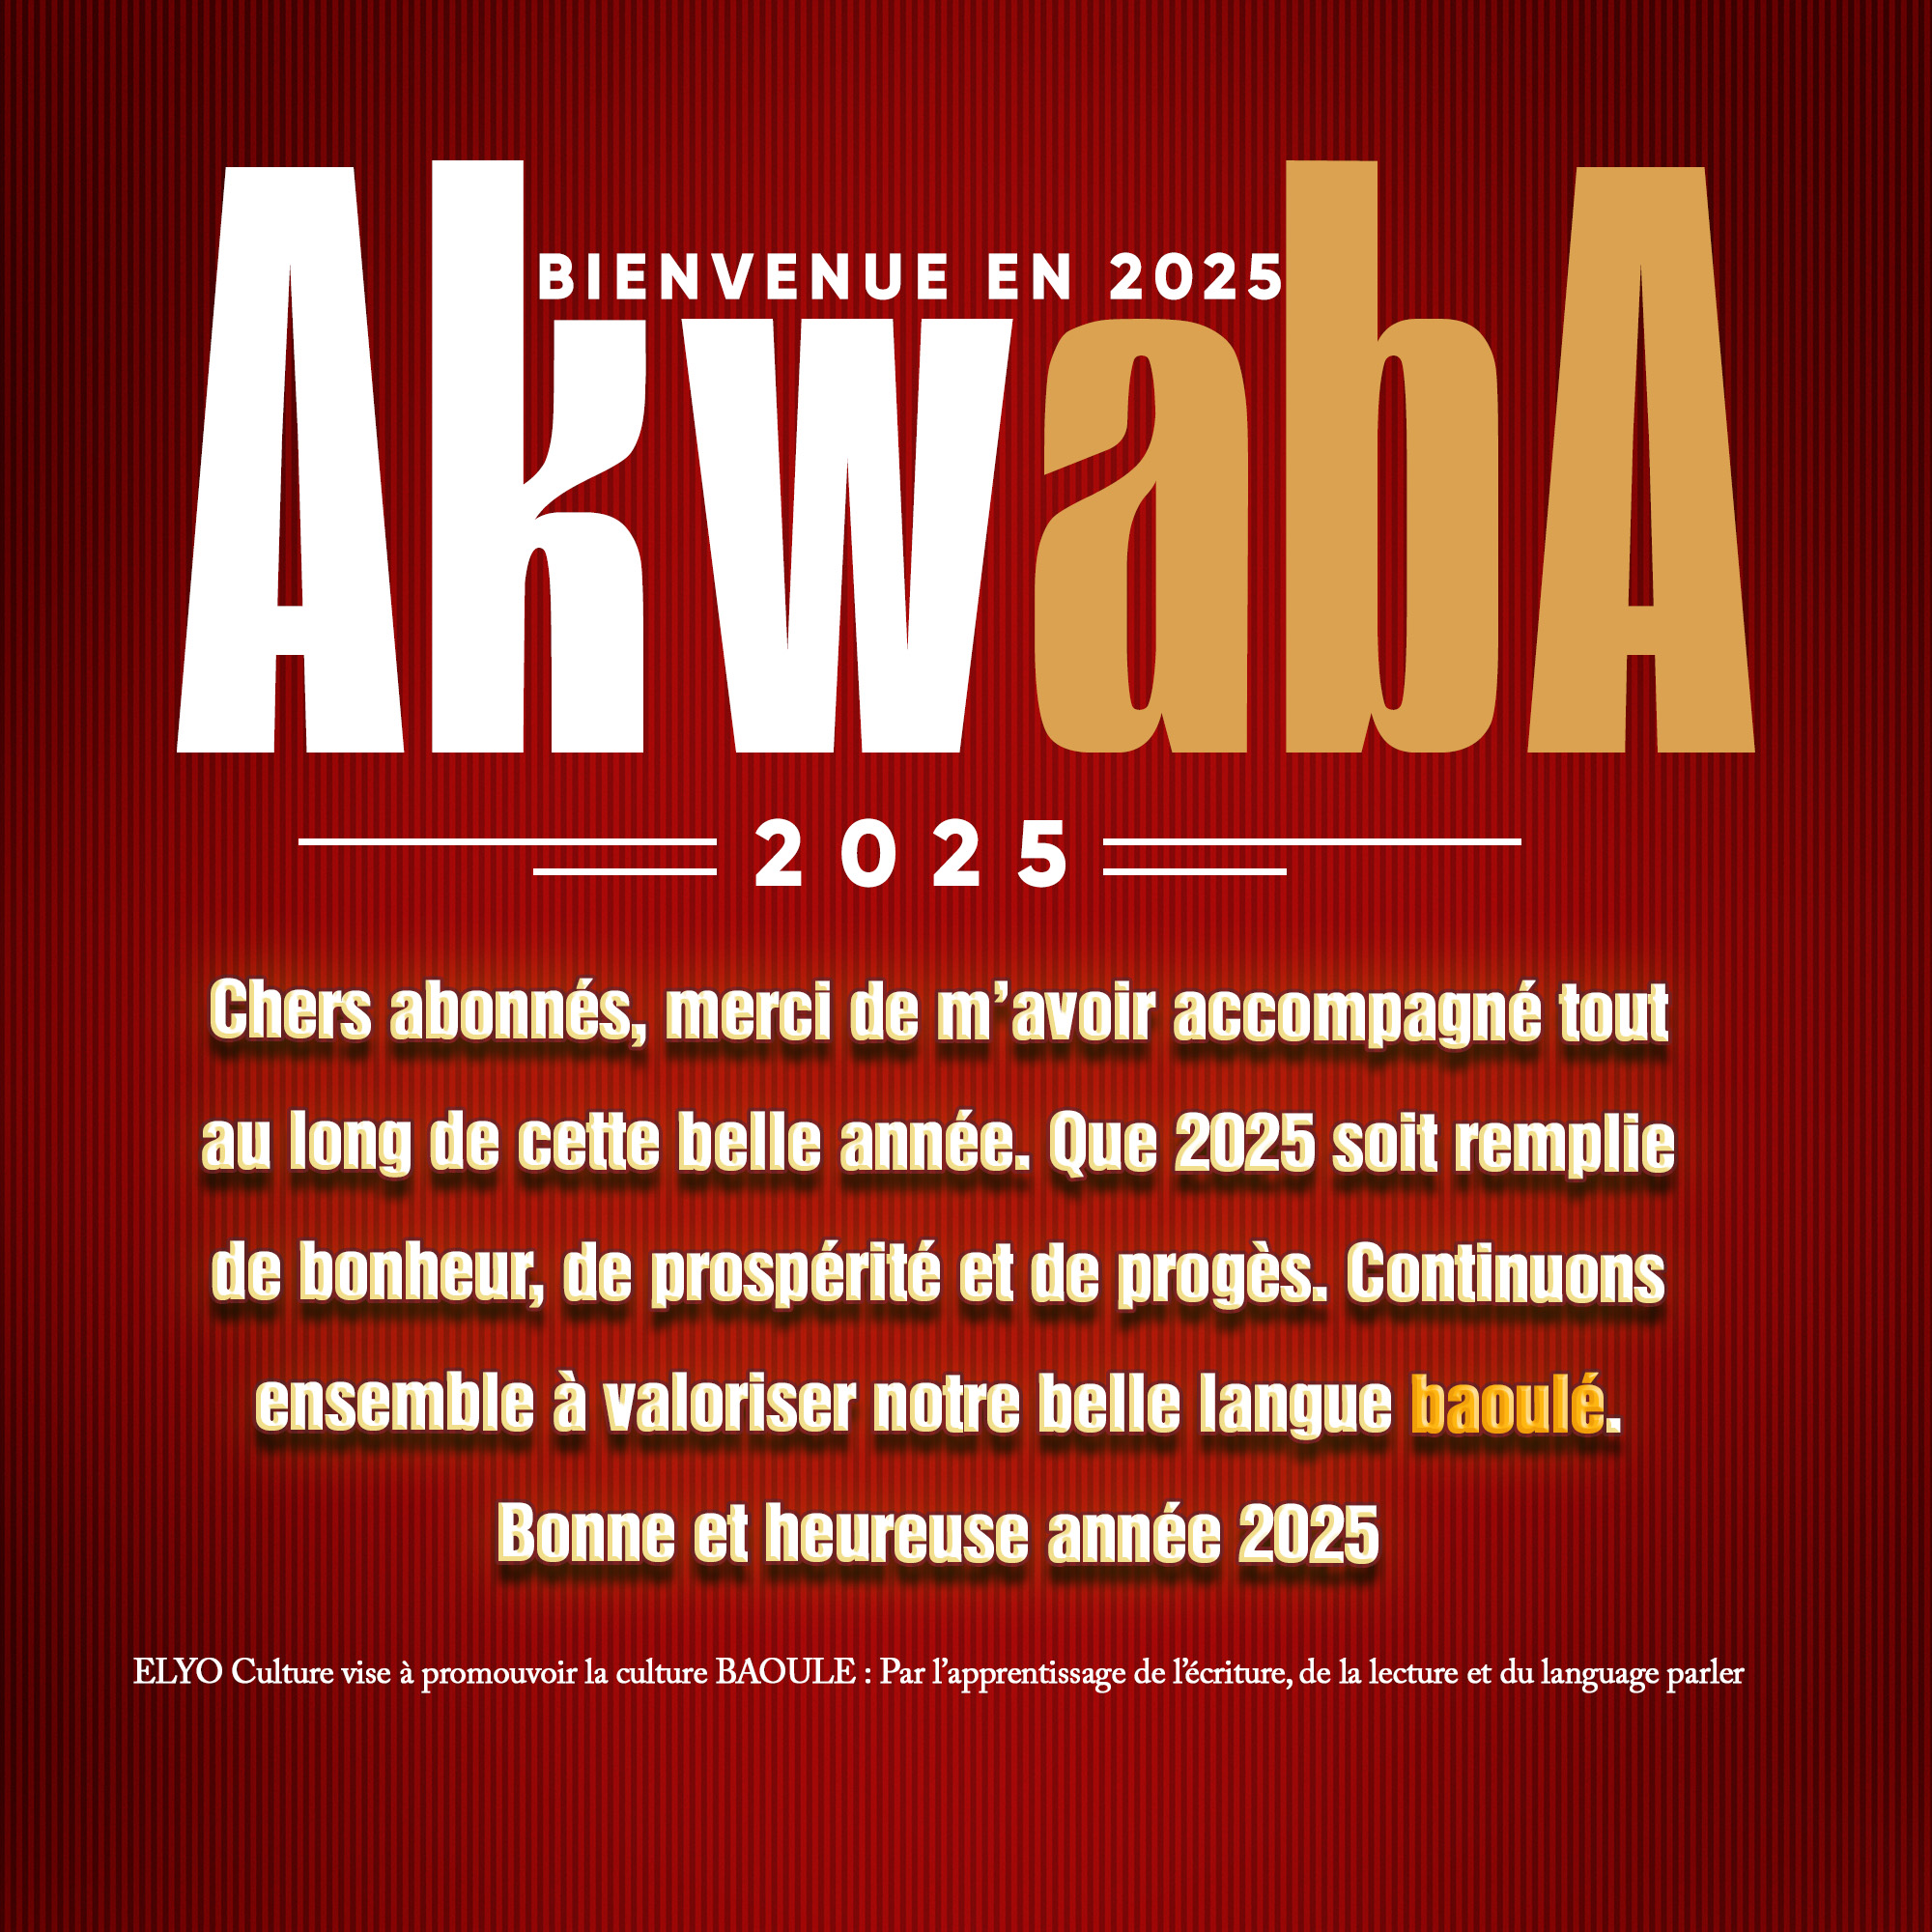 BIENVENUE EN 2025
AkwabA
2025
Chers abonnés, merci de m’avoir accompagné tout
au long de cette belle année. Que 2025 soit remplie
de bonheur, de prospérité et de progès. Continuons
ensemble à valoriser notre belle langue baoulé.
Bonne et heureuse année 2025
ELYO Culture vise à promouvoir la culture BAOULE : Par l’apprentissage de l’écriture, de la lecture et du language parler